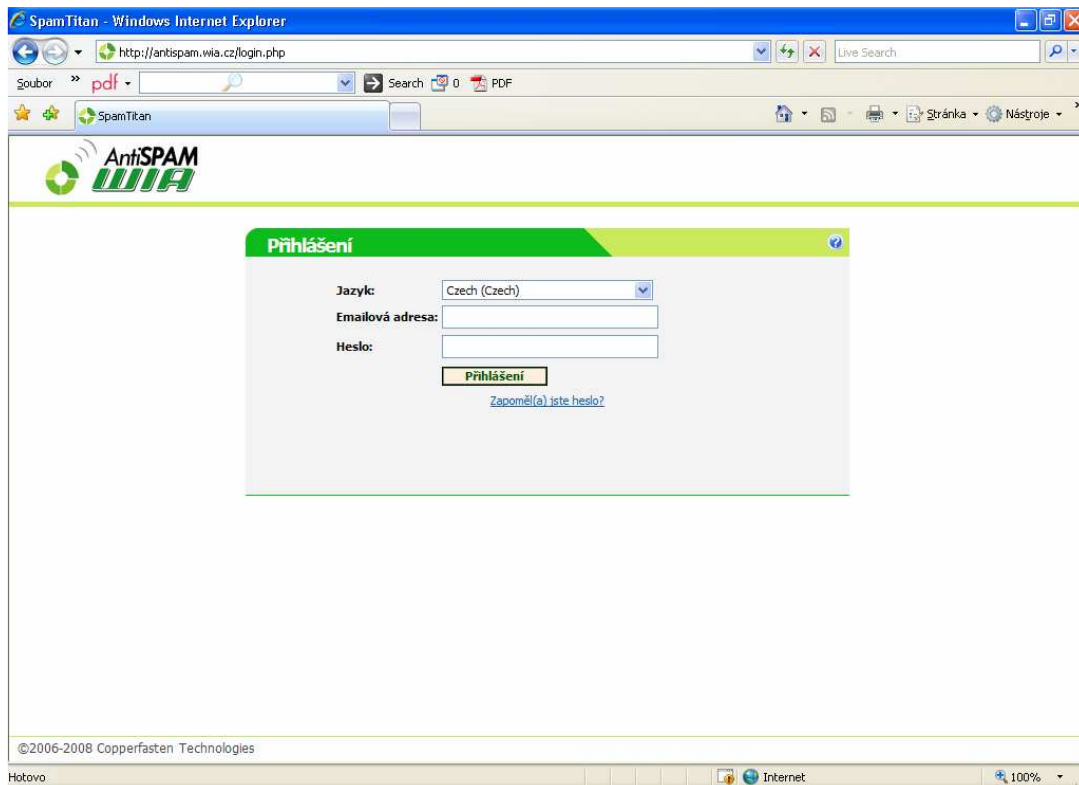 SpamTitan - Windows Internet Explorer
http://antispam.wia.cz/login.php
Live Search
Soubor » pdf Search 0 PDF
SpamTitan Stránka Nástroje »
AntiSPAM
WIA
Přihlášení
Jazyk: Czech (Czech)
Emailová adresa:
Heslo:
Přihlášení
Zapoměl(a) jste heslo?
©2006-2008 Copperfasten Technologies
Hotovo Internet 100%